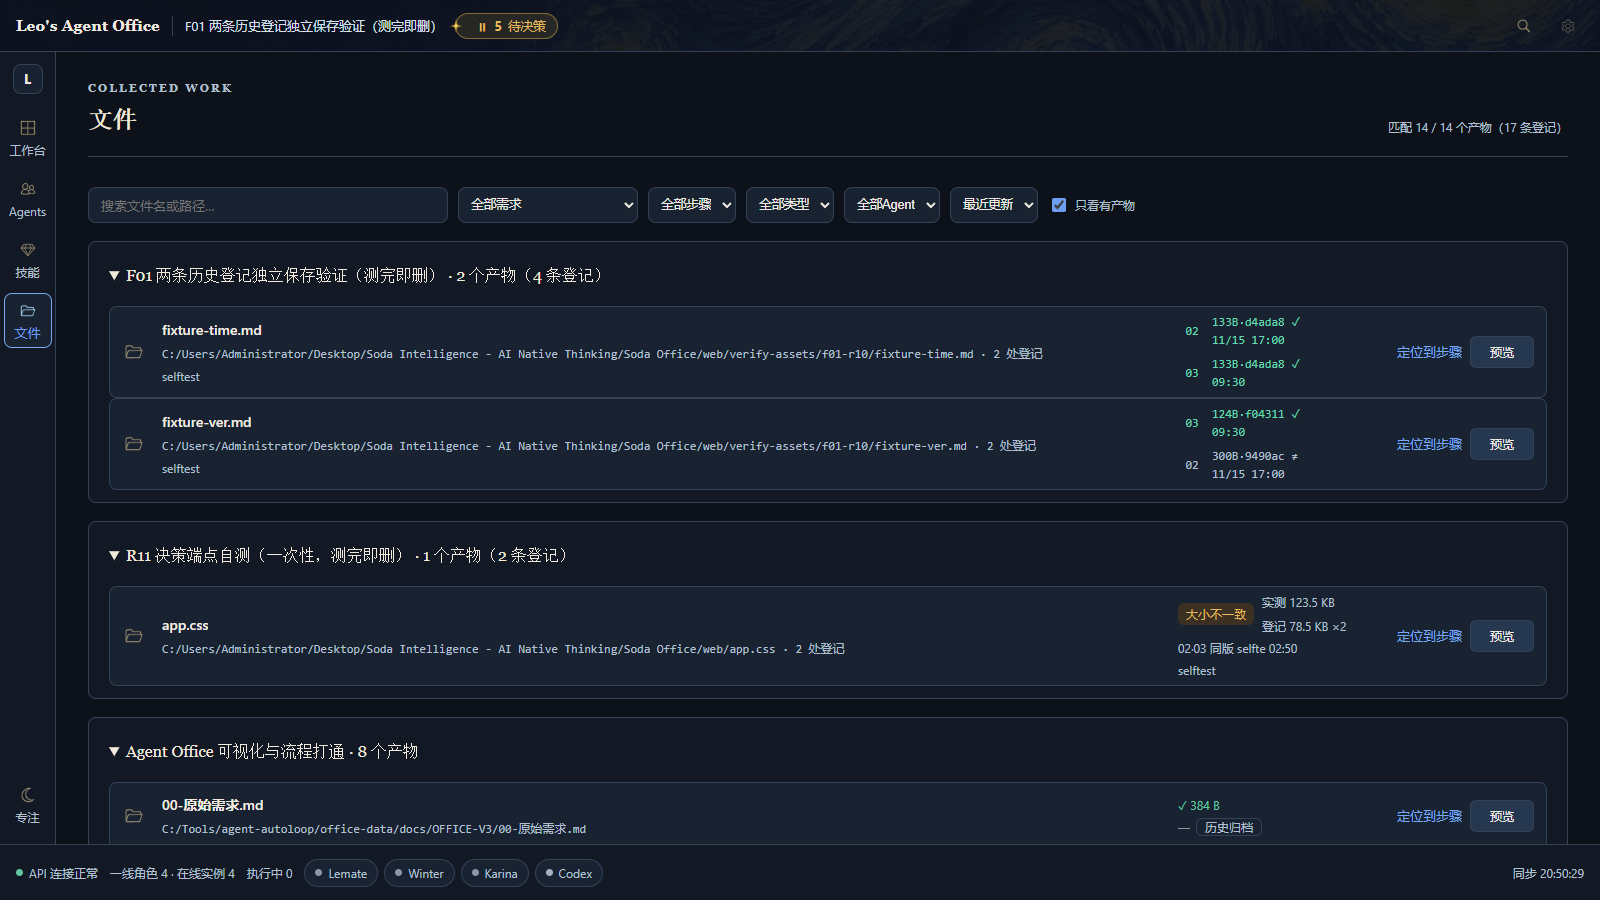 Leo's Agent Office
F01 两条历史登记独立保存验证（测完即删）
5 待决策
L
工作台
Agents
技能
文件
专注
COLLECTED WORK
文件
匹配 14 / 14 个产物（17 条登记）
搜索文件名或路径...
全部需求
全部步骤
全部类型
全部Agent
最近更新
只看有产物
▼ F01 两条历史登记独立保存验证（测完即删） · 2 个产物（4 条登记）
fixture-time.md
C:/Users/Administrator/Desktop/Soda Intelligence - AI Native Thinking/Soda Office/web/verify-assets/f01-r10/fixture-time.md · 2 处登记
selftest
02 133B·d4ada8 ✓
11/15 17:00
03 133B·d4ada8 ✓
09:30
定位到步骤
预览
fixture-ver.md
C:/Users/Administrator/Desktop/Soda Intelligence - AI Native Thinking/Soda Office/web/verify-assets/f01-r10/fixture-ver.md · 2 处登记
selftest
03 124B·f04311 ✓
09:30
02 300B·9490ac ≠
11/15 17:00
定位到步骤
预览
▼ R11 决策端点自测（一次性，测完即删） · 1 个产物（2 条登记）
app.css
C:/Users/Administrator/Desktop/Soda Intelligence - AI Native Thinking/Soda Office/web/app.css · 2 处登记
大小不一致
实测 123.5 KB
登记 78.5 KB ×2
02·03 同版 selfte 02:50
selftest
定位到步骤
预览
▼ Agent Office 可视化与流程打通 · 8 个产物
00-原始需求.md
C:/Tools/agent-autoloop/office-data/docs/OFFICE-V3/00-原始需求.md
✓ 384 B
— 历史归档
定位到步骤
预览
API 连接正常
一线角色 4 · 在线实例 4
执行中 0
Lemate
Winter
Karina
Codex
同步 20:50:29